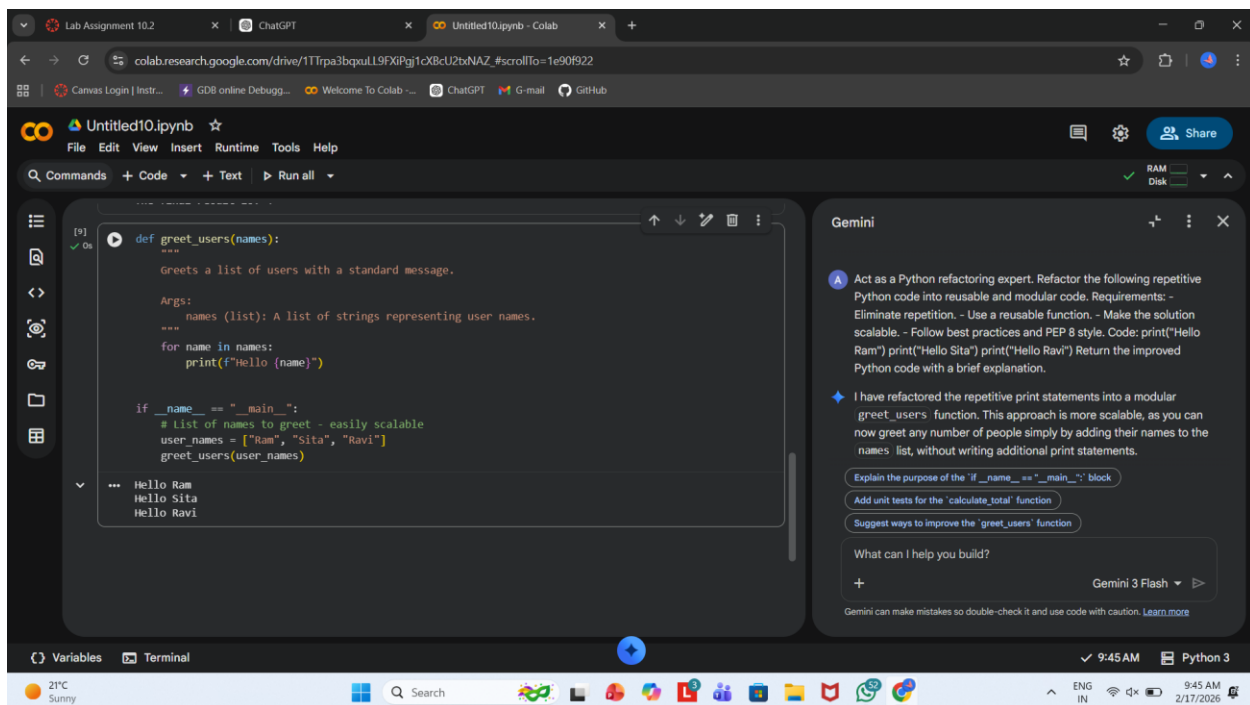 Lab Assignment 10.2
ChatGPT
Untitled10.ipynb - Colab
colab.research.google.com/drive/1TTrpa3bqxuLL9FXiPgj1cXBcU2txNAZ_#scrollTo=1e90f922
Canvas Login | Instr...
GDB online Debugg...
Welcome To Colab -...
ChatGPT
G-mail
GitHub
Untitled10.ipynb
File Edit View Insert Runtime Tools Help
Share
Commands + Code + Text Run all
RAM
Disk
[9]
0s
def greet_users(names):
"""
Greets a list of users with a standard message.
Args:
names (list): A list of strings representing user names.
"""
for name in names:
print(f"Hello {name}")
if __name__ == "__main__":
# List of names to greet - easily scalable
user_names = ["Ram", "Sita", "Ravi"]
greet_users(user_names)
Hello Ram
Hello Sita
Hello Ravi
Gemini
A
Act as a Python refactoring expert. Refactor the following repetitive
Python code into reusable and modular code. Requirements: -
Eliminate repetition. - Use a reusable function. - Make the solution
scalable. - Follow best practices and PEP 8 style. Code: print("Hello
Ram") print("Hello Sita") print("Hello Ravi") Return the improved
Python code with a brief explanation.
I have refactored the repetitive print statements into a modular
greet_users function. This approach is more scalable, as you can
now greet any number of people simply by adding their names to the
names list, without writing additional print statements.
Explain the purpose of the `if __name__ == "__main__":` block
Add unit tests for the `calculate_total` function
Suggest ways to improve the `greet_users` function
What can I help you build?
Gemini 3 Flash
Gemini can make mistakes so double-check it and use code with caution. Learn more
Variables
Terminal
9:45 AM
Python 3
21°C
Sunny
Search
3
52
ENG
IN
9:45 AM
2/17/2026